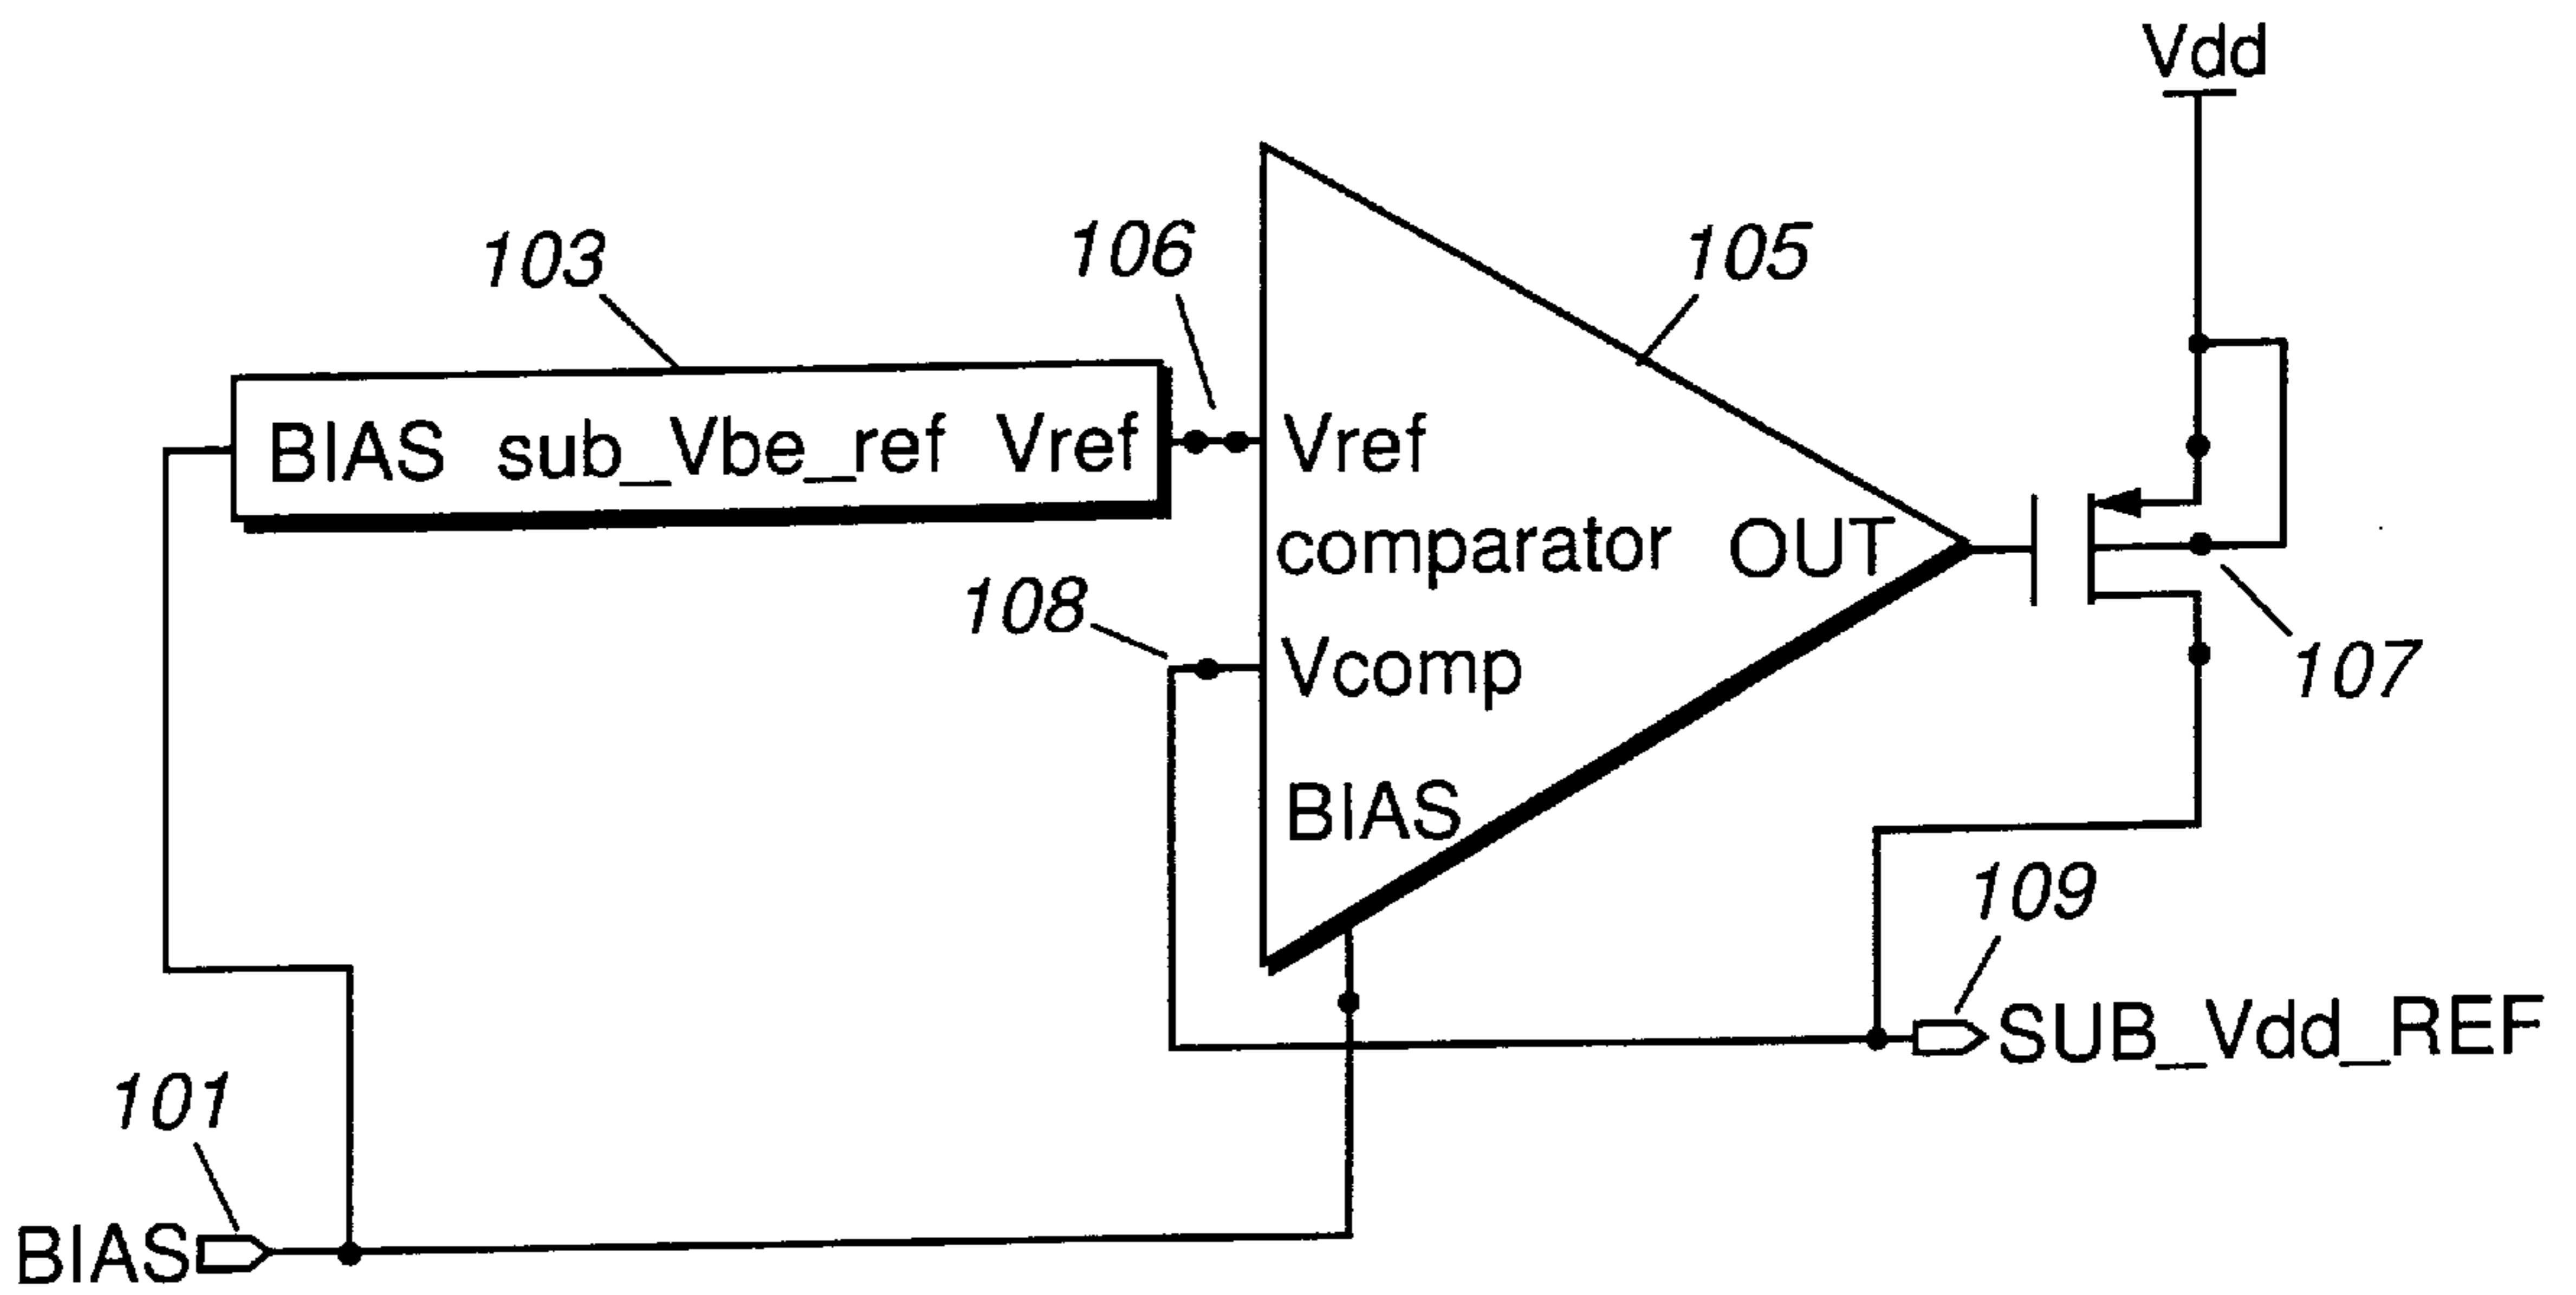 Vdd
103
106
105
BIAS sub_Vbe_ref Vref
Vref
comparator OUT
108
Vcomp
107
BIAS
109
SUB_Vdd_REF
101
BIAS